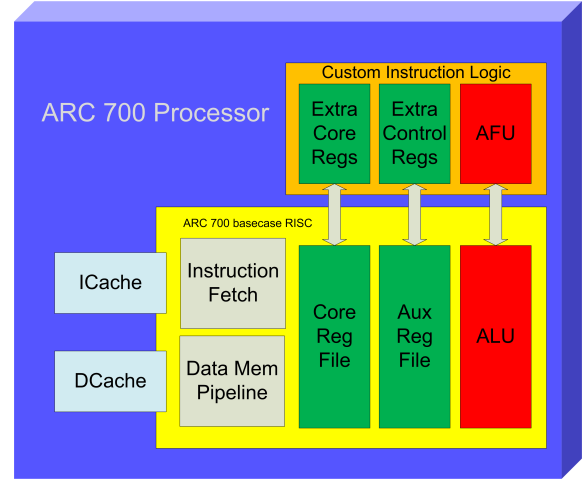 Custom Instruction Logic
ARC 700 Processor
Extra
Core
Regs
Extra
Control
Regs
AFU
ARC 700 basecase RISC
ICache
Instruction
Fetch
Core
Reg
File
Aux
Reg
File
ALU
DCache
Data Mem
Pipeline